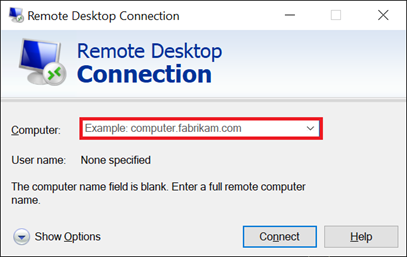 Remote Desktop Connection
Remote Desktop
Connection
Computer: Example: computer.fabrikam.com
User name: None specified
The computer name field is blank. Enter a full remote computer
name.
Show Options Connect Help